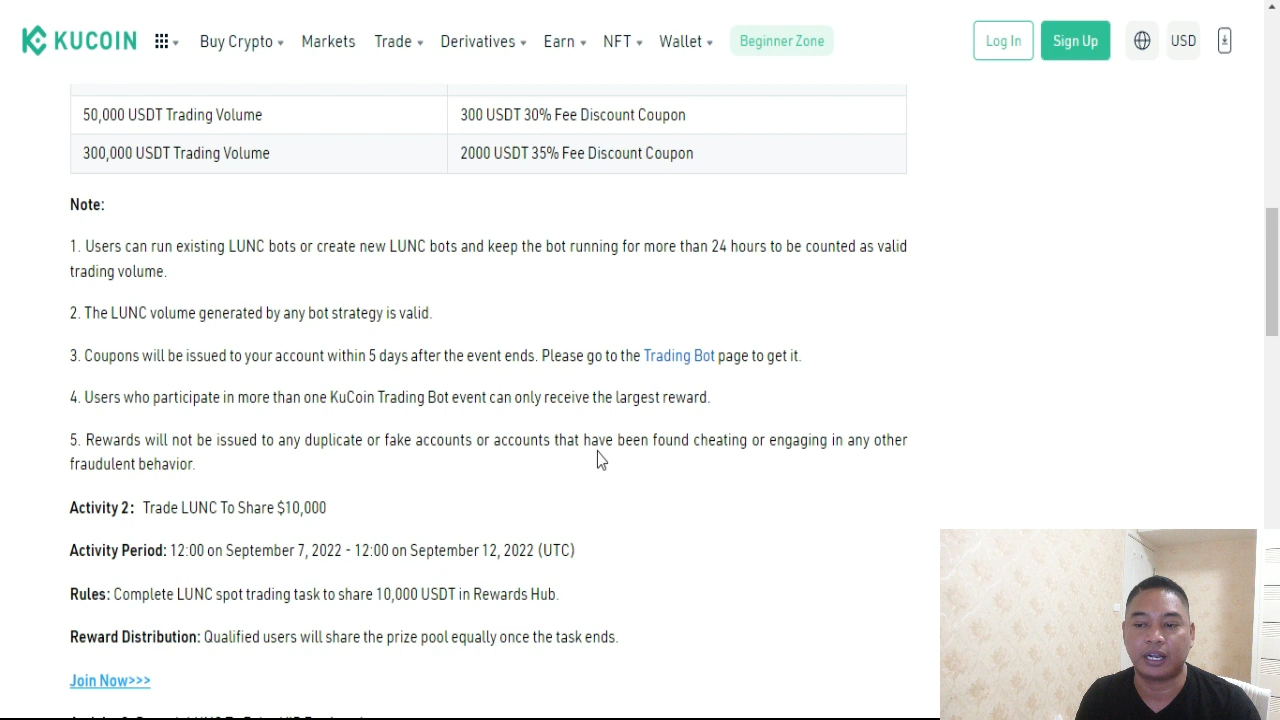 KUCOIN
Buy Crypto
Markets
Trade
Derivatives
Earn
NFT
Wallet
Beginner Zone
Log In
Sign Up
USD
50,000 USDT Trading Volume
300 USDT 30% Fee Discount Coupon
300,000 USDT Trading Volume
2000 USDT 35% Fee Discount Coupon
Note:
1. Users can run existing LUNC bots or create new LUNC bots and keep the bot running for more than 24 hours to be counted as valid
trading volume.
2. The LUNC volume generated by any bot strategy is valid.
3. Coupons will be issued to your account within 5 days after the event ends. Please go to the Trading Bot page to get it.
4. Users who participate in more than one KuCoin Trading Bot event can only receive the largest reward.
5. Rewards will not be issued to any duplicate or fake accounts or accounts that have been found cheating or engaging in any other
fraudulent behavior.
Activity 2: Trade LUNC To Share $10,000
Activity Period: 12:00 on September 7, 2022 - 12:00 on September 12, 2022 (UTC)
Rules: Complete LUNC spot trading task to share 10,000 USDT in Rewards Hub.
Reward Distribution: Qualified users will share the prize pool equally once the task ends.
Join Now>>>